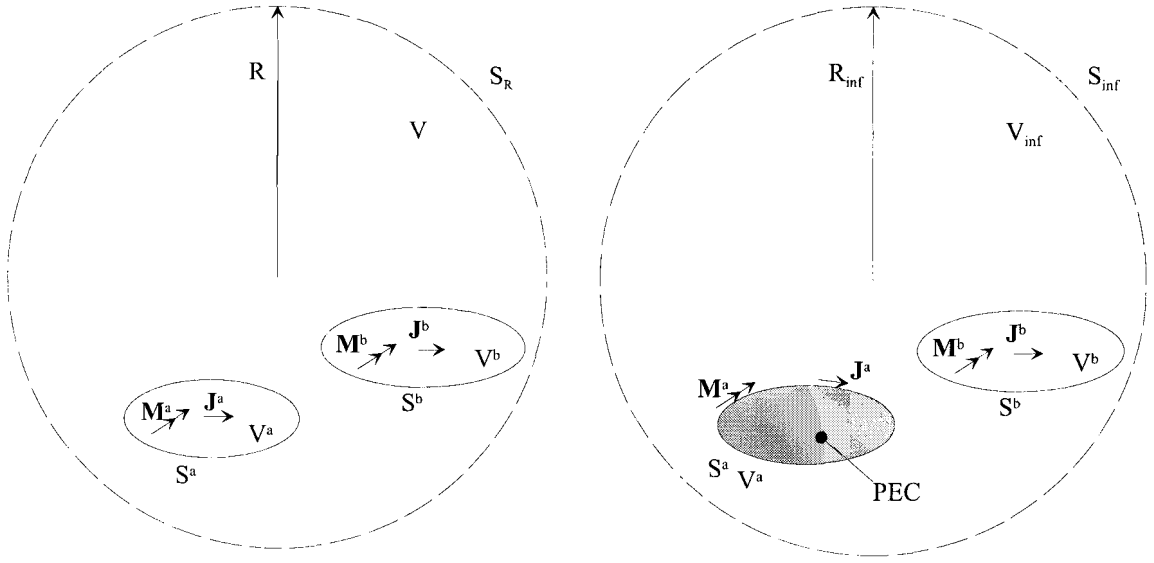 R
S_R
V
M^b J^b
V^b
S^b
M^a J^a
V^a
S^a
R_inf
S_inf
V_inf
M^b J^b
V^b
S^b
M^a J^a
S^a V^a
PEC